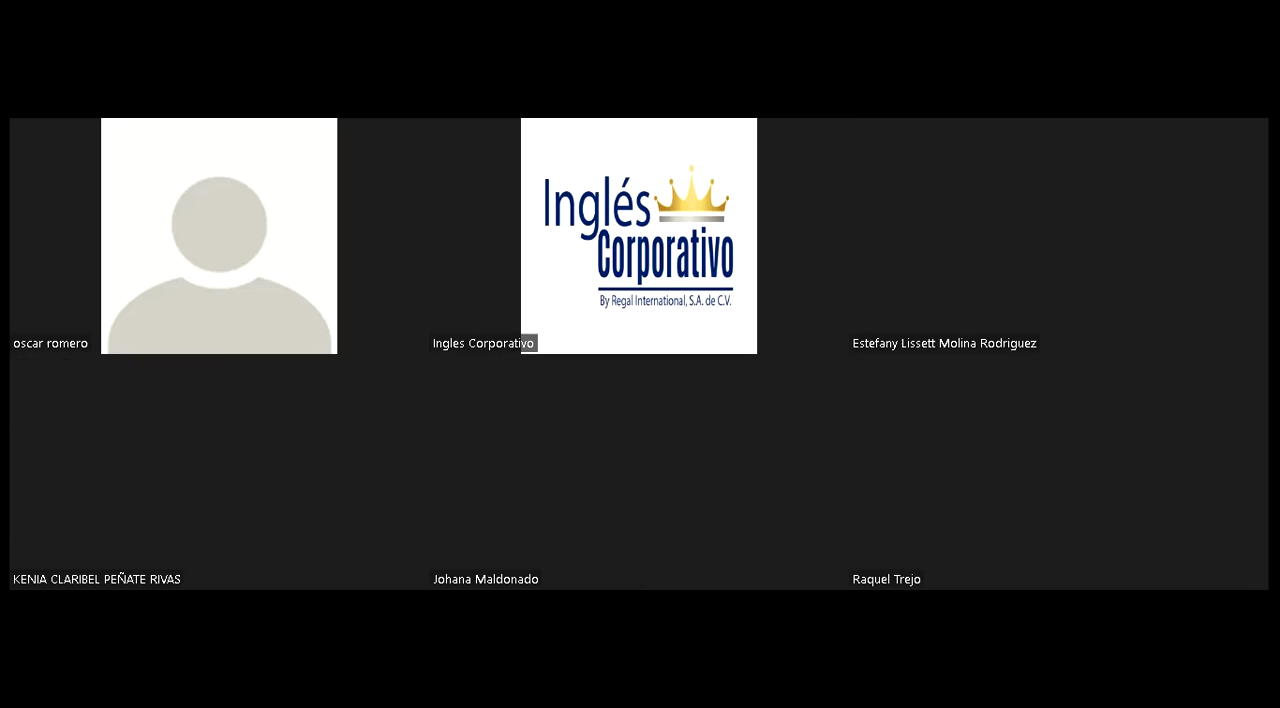 Inglés
Corporativo
By Regal International, S.A. de C.V.
oscar romero
Ingles Corporativo
Estefany Lissett Molina Rodriguez
KENIA CLARIBEL PEÑATE RIVAS
Johana Maldonado
Raquel Trejo